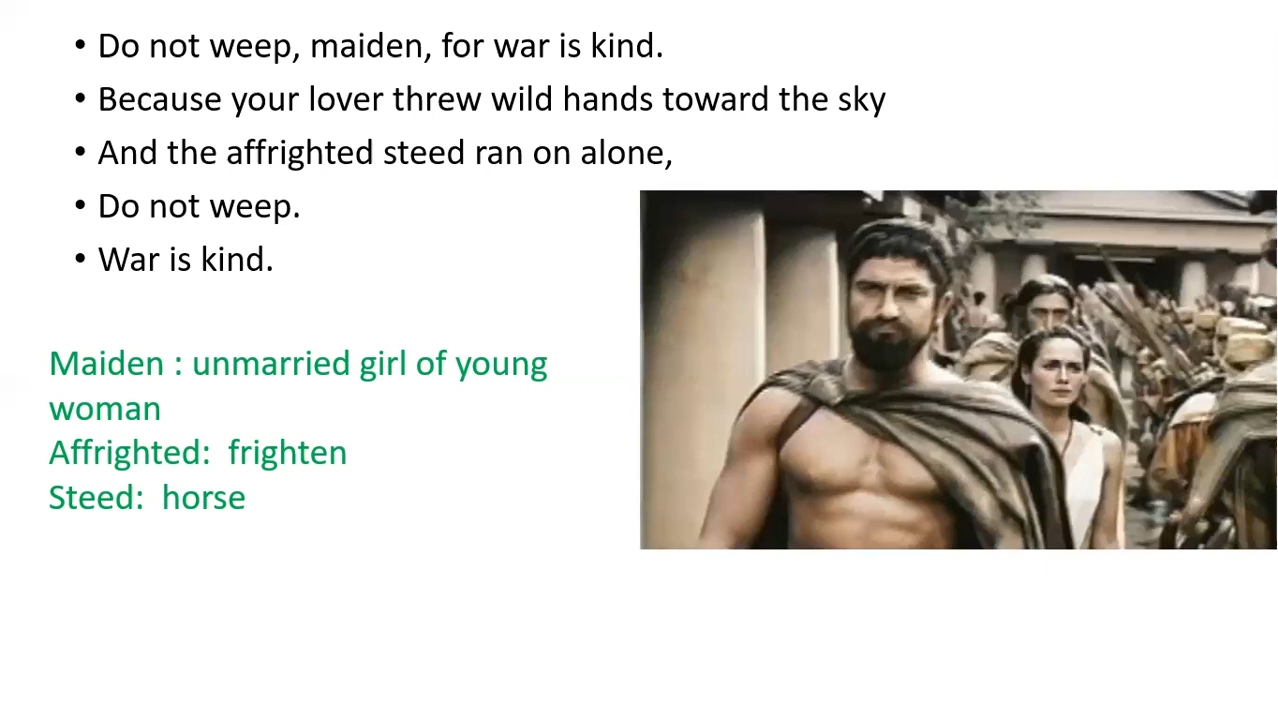 • Do not weep, maiden, for war is kind.
• Because your lover threw wild hands toward the sky
• And the affrighted steed ran on alone,
• Do not weep.
• War is kind.
Maiden : unmarried girl of young
woman
Affrighted:  frighten
Steed:  horse